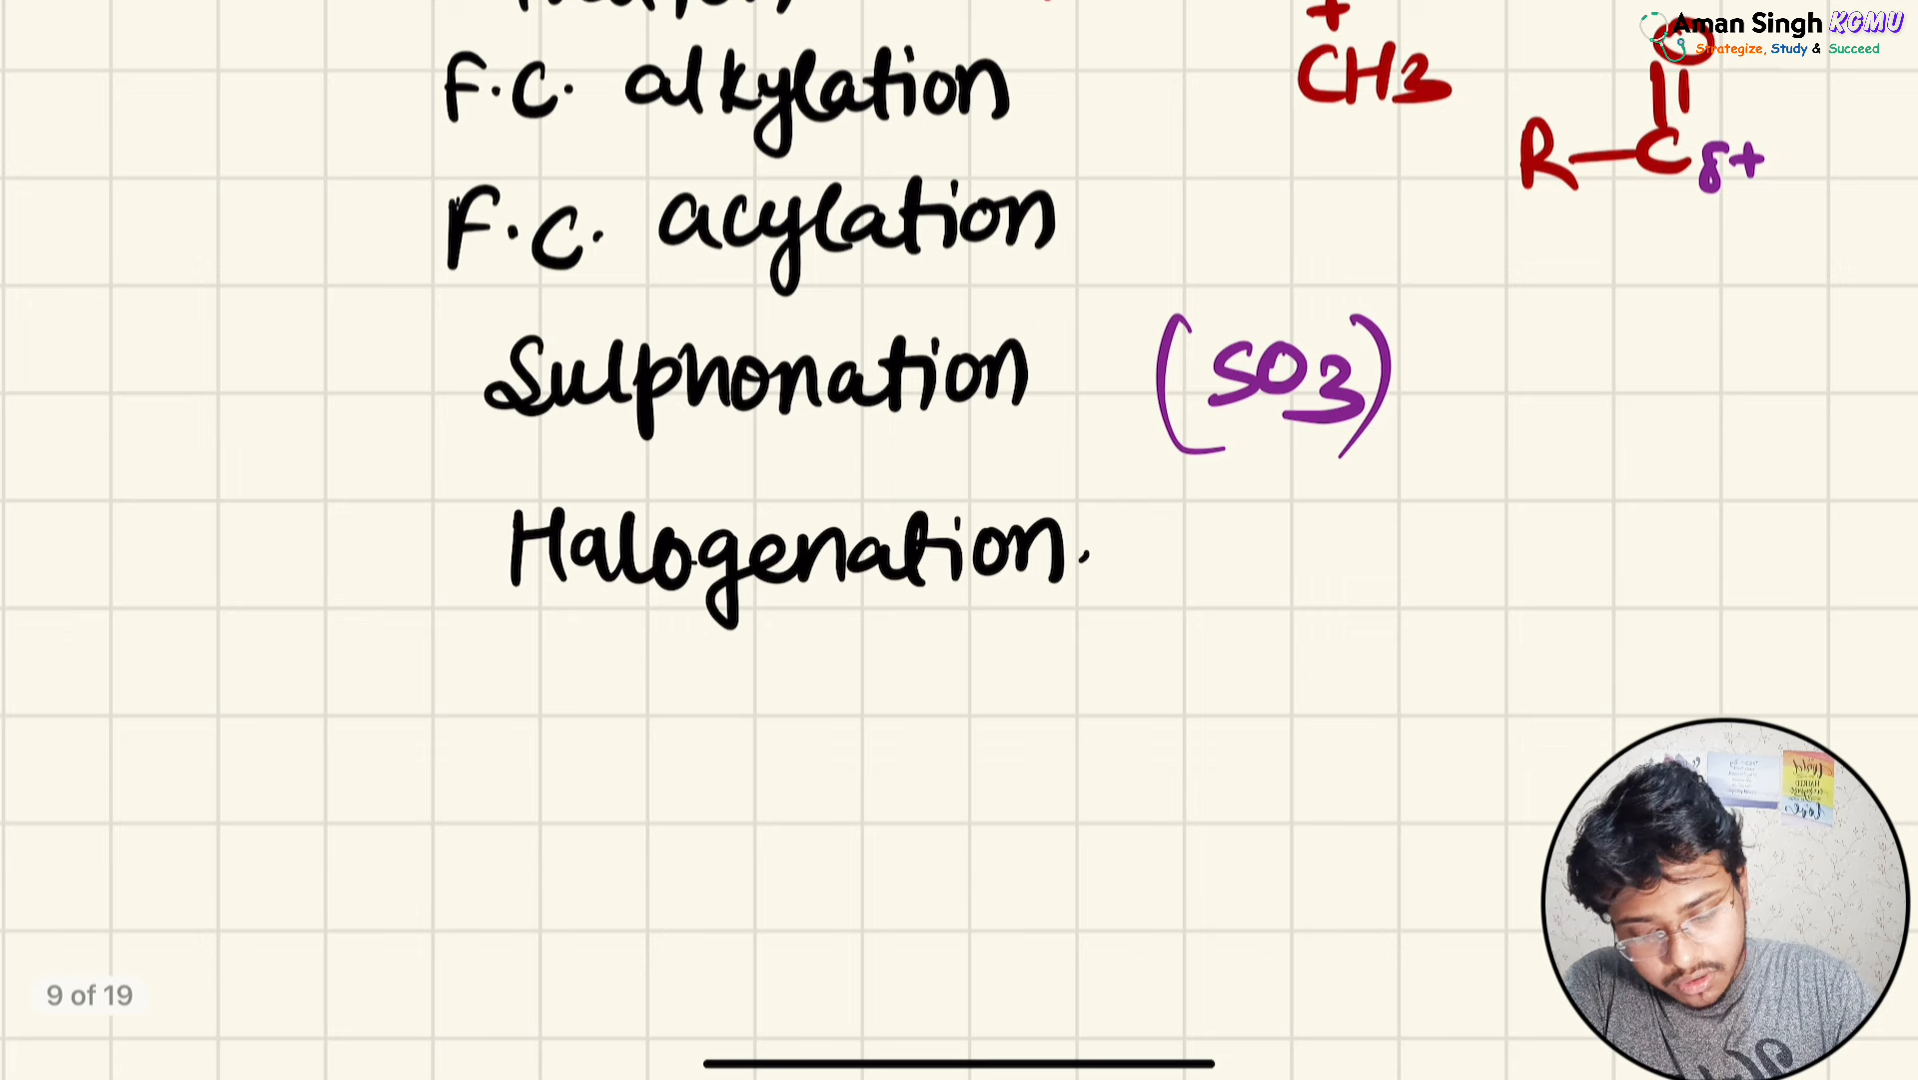 Aman Singh KGMU
Strategize, Study & Succeed
F.C. alkylation
+
CH3
O
R-C δ+
F.C. acylation
Sulphonation (SO3)
Halogenation.
9 of 19